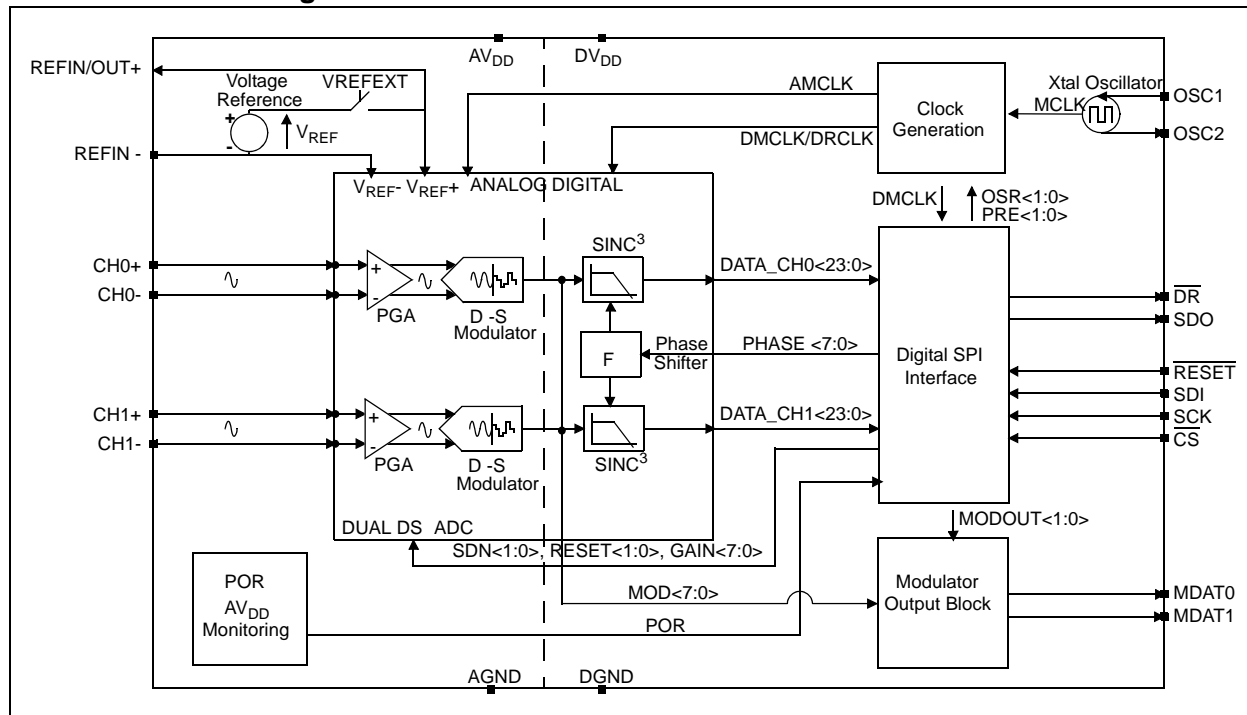 AVDD
DVDD
REFIN/OUT+
Voltage
Reference
VREFEXT
+
-
VREF
REFIN -
AMCLK
DMCLK/DRCLK
Clock
Generation
Xtal Oscillator
MCLK
OSC1
OSC2
VREF- VREF+ ANALOG DIGITAL
DMCLK
OSR<1:0>
PRE<1:0>
CH0+
CH0-
+
-
PGA
D -S
Modulator
SINC3
DATA_CH0<23:0>
F
Phase
Shifter
PHASE <7:0>
Digital SPI
Interface
DR
SDO
RESET
SDI
SCK
CS
CH1+
CH1-
+
-
PGA
D -S
Modulator
SINC3
DATA_CH1<23:0>
DUAL DS ADC
SDN<1:0>, RESET<1:0>, GAIN<7:0>
MODOUT<1:0>
POR
AVDD
Monitoring
MOD<7:0>
POR
Modulator
Output Block
MDAT0
MDAT1
AGND
DGND